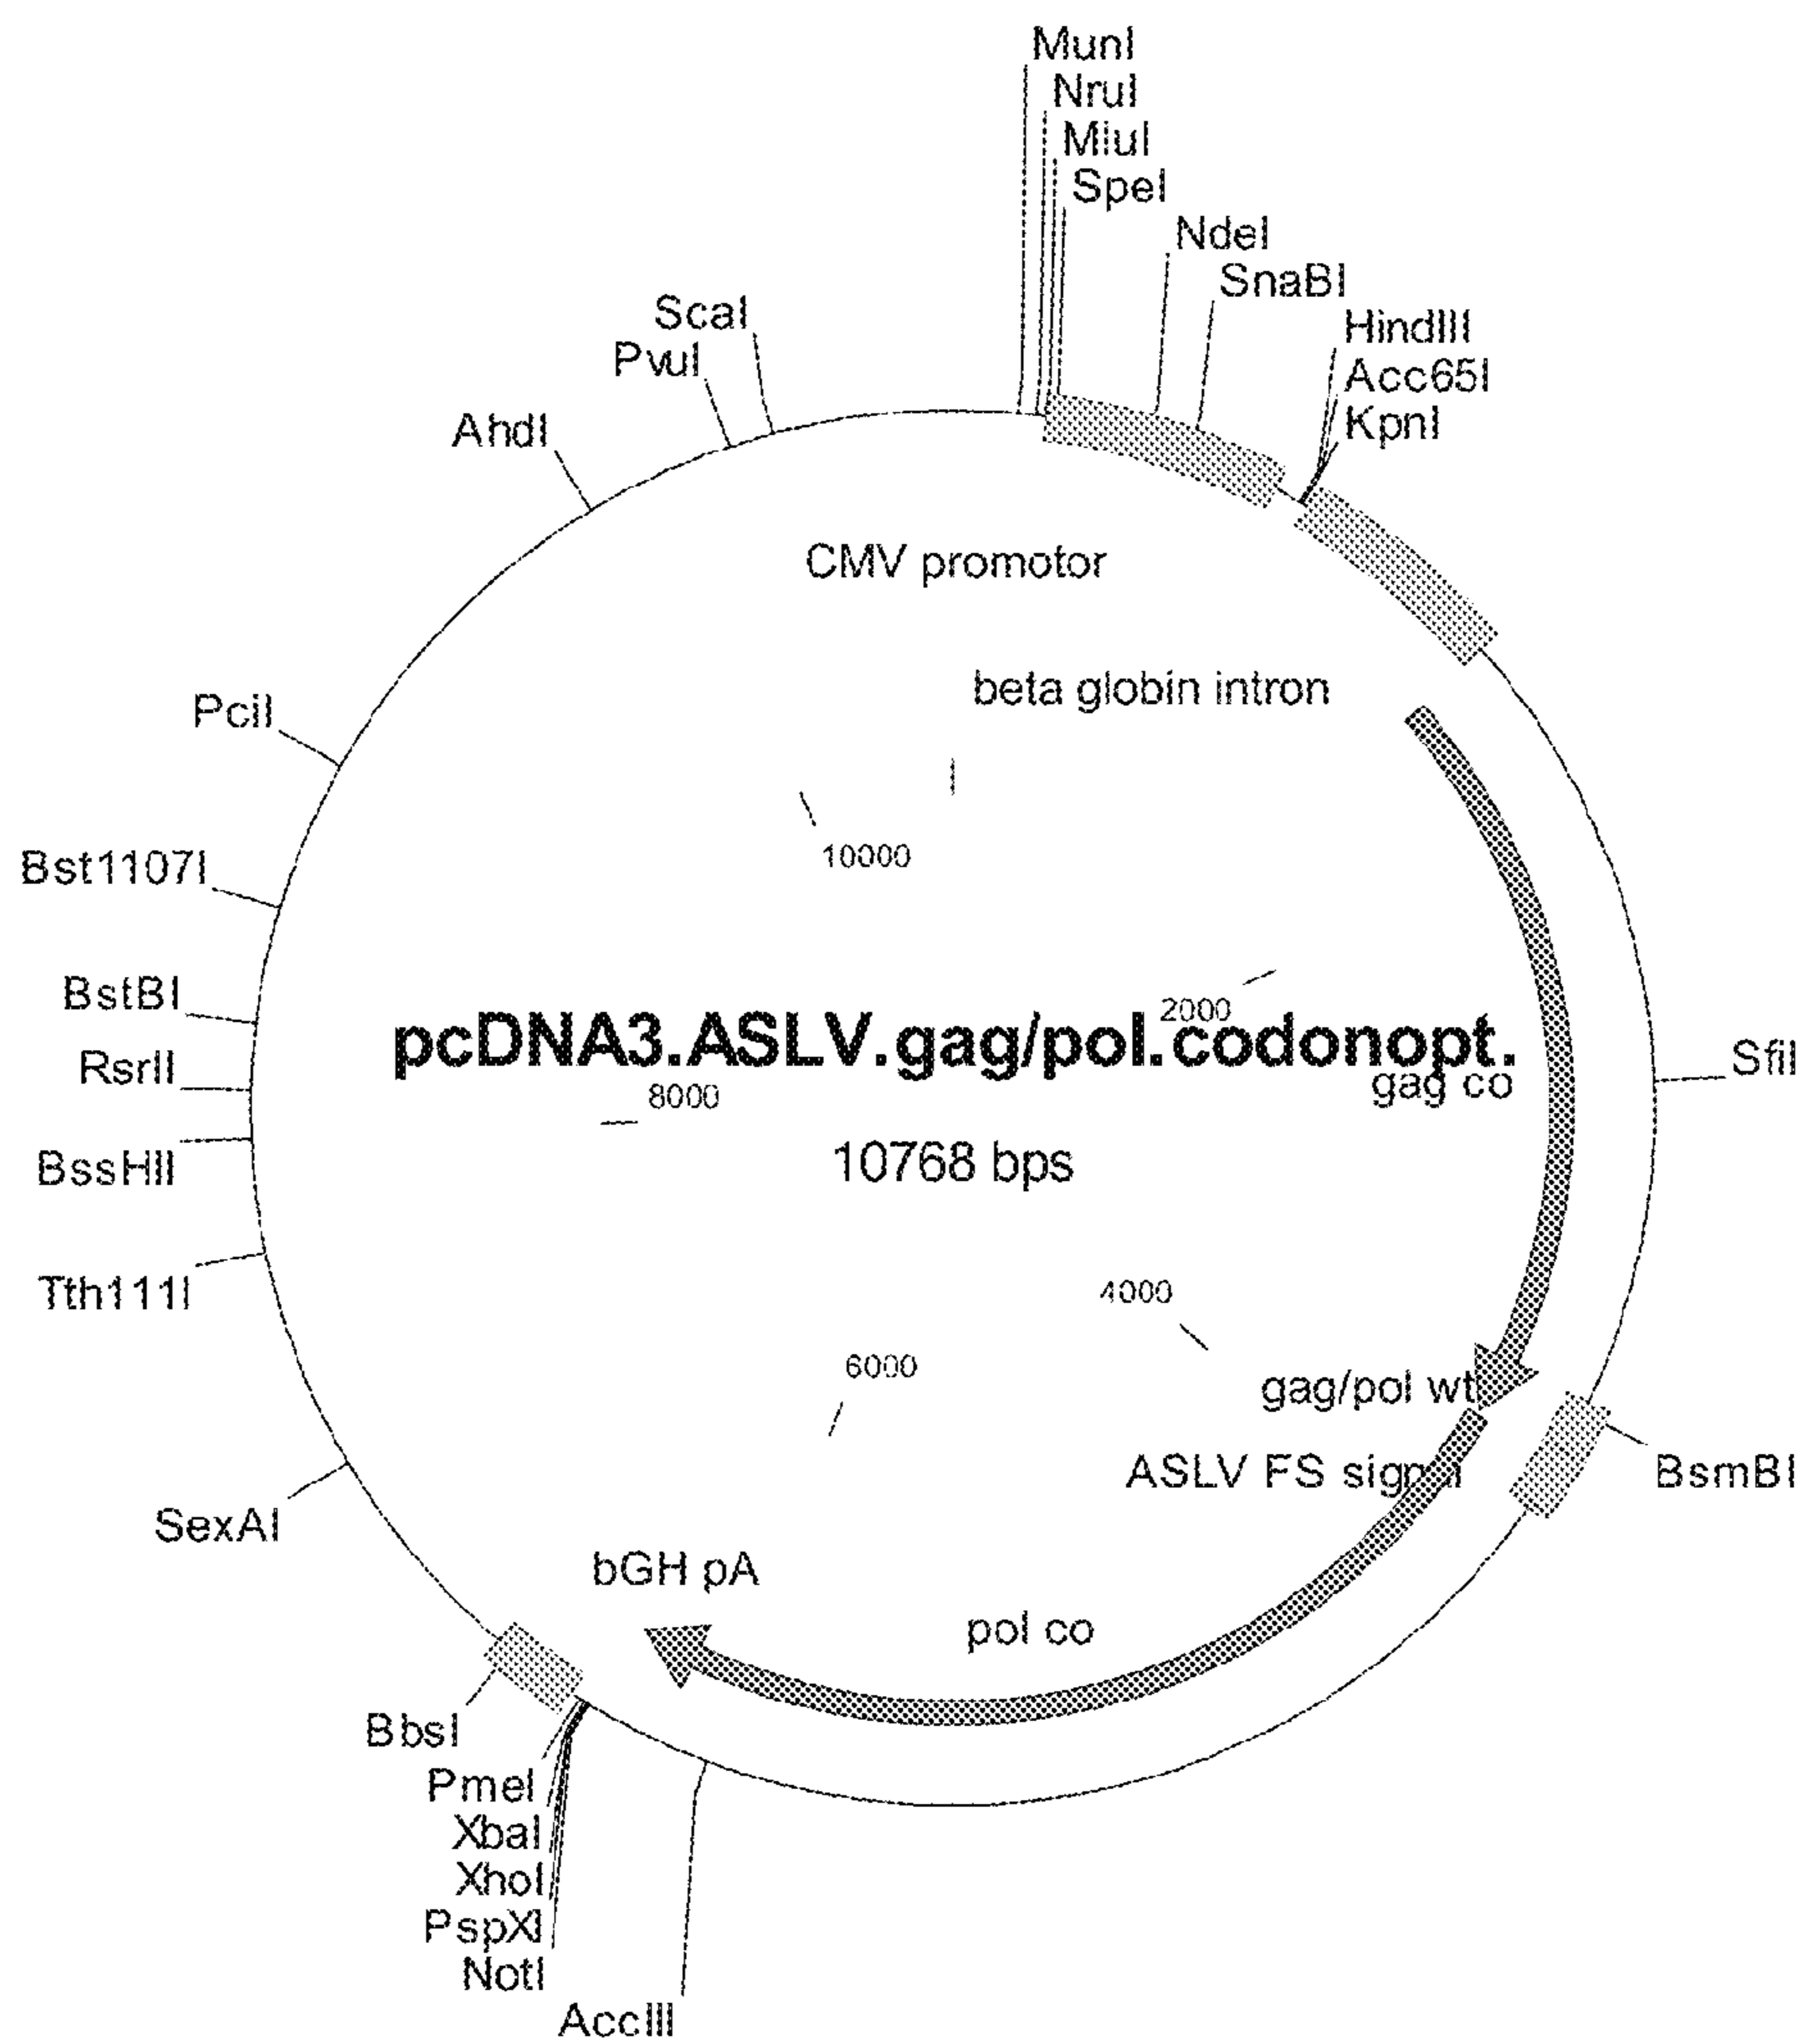 MunI
NruI
MluI
SpeI
NdeI
SnaBI
HindIII
Acc65I
KpnI
ScaI
PvuI
AhdI
CMV promotor
beta globin intron
PciI
10000
Bst1107I
BstBI
2000
pcDNA3.ASLV.gag/pol.codonopt.
RsrII
SfiI
gag co
8000
BssHII
10768 bps
Tth111I
4000
6000
gag/pol wt
ASLV FS signal
BsmBI
SexAI
bGH pA
pol co
BbsI
PmeI
XbaI
XhoI
PspXI
NotI
AccIII